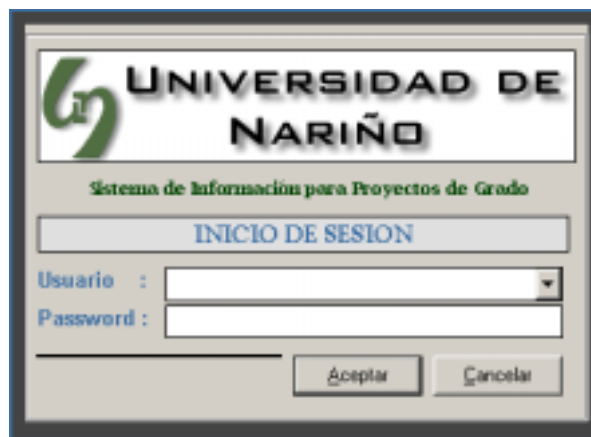 UNIVERSIDAD DE
NARIÑO
Sistema de Información para Proyectos de Grado
INICIO DE SESION
Usuario :
Password :
Aceptar Cancelar